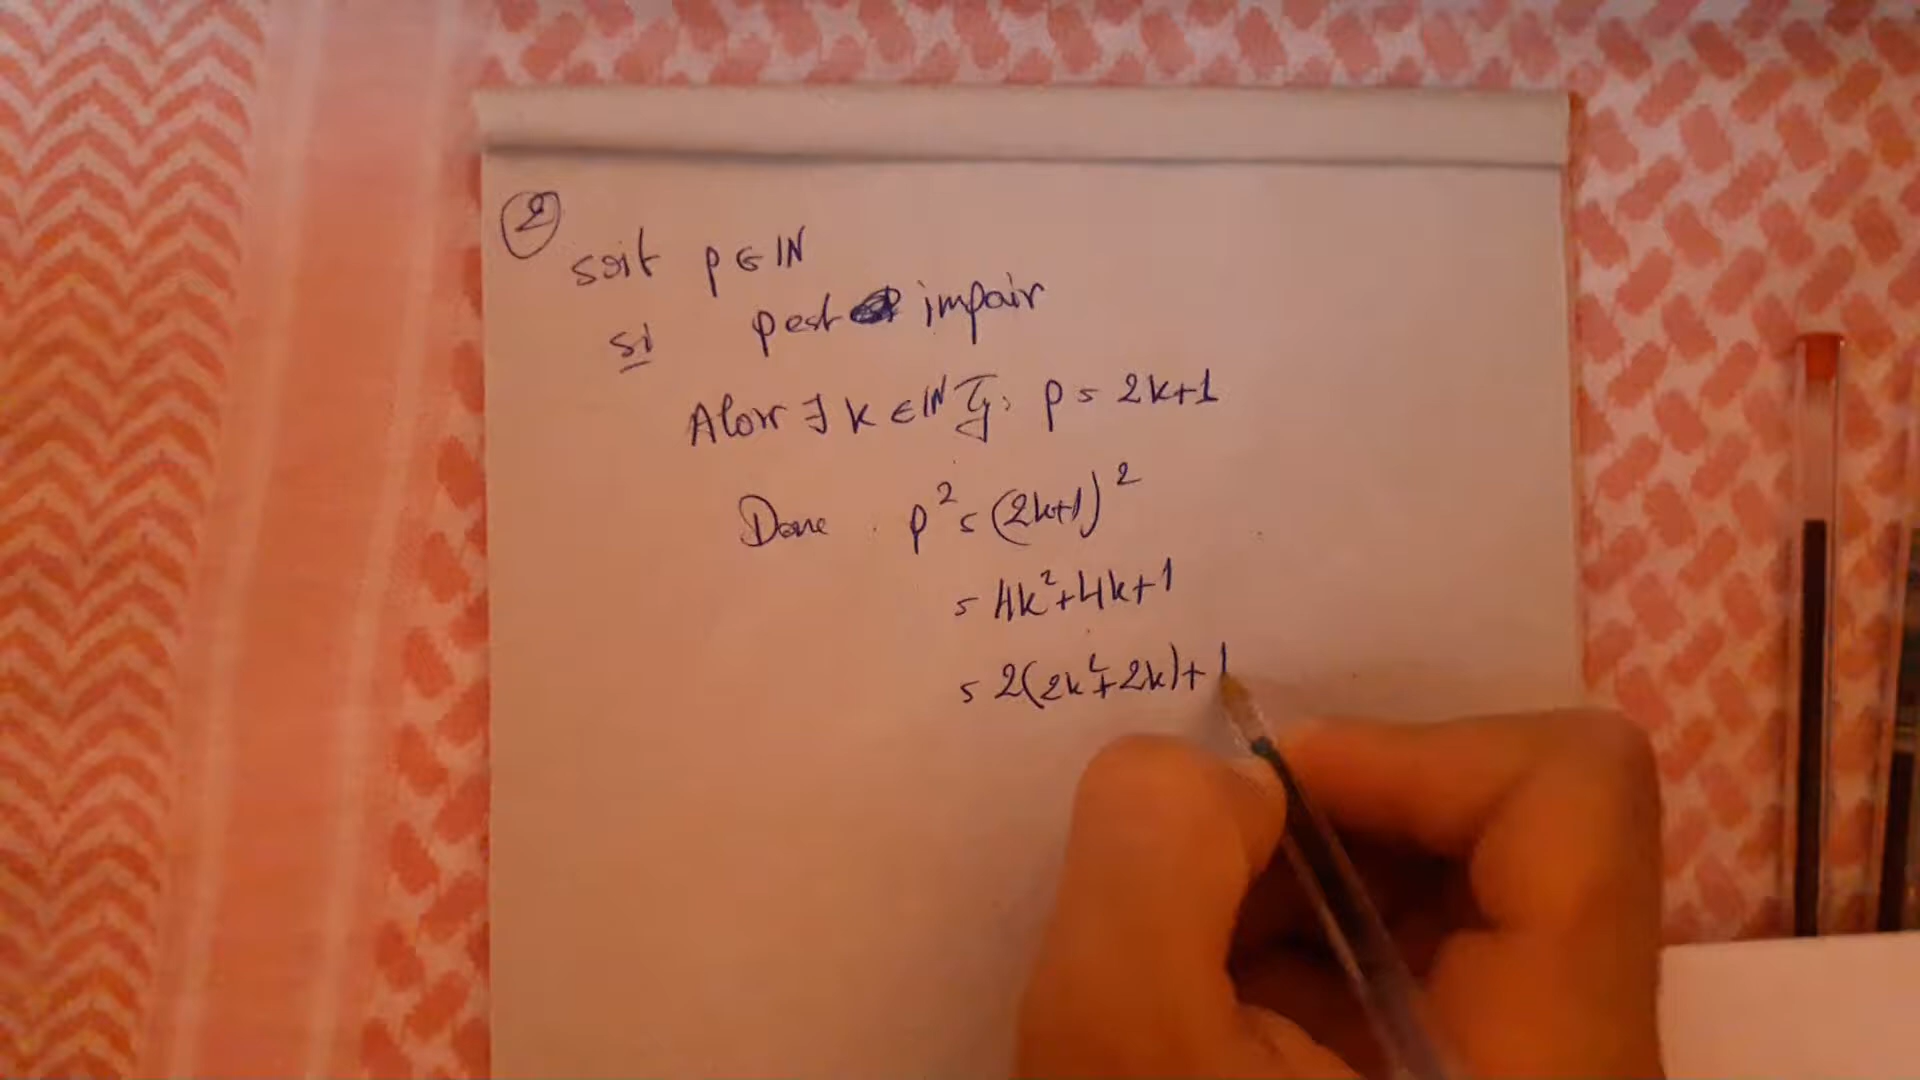 ②
soit p ∈ IN
si p est impair
Alors ∃ k ∈ IN Tq: p = 2k+1
Donc p² = (2k+1)²
= 4k²+4k+1
= 2(2k²+2k)+1